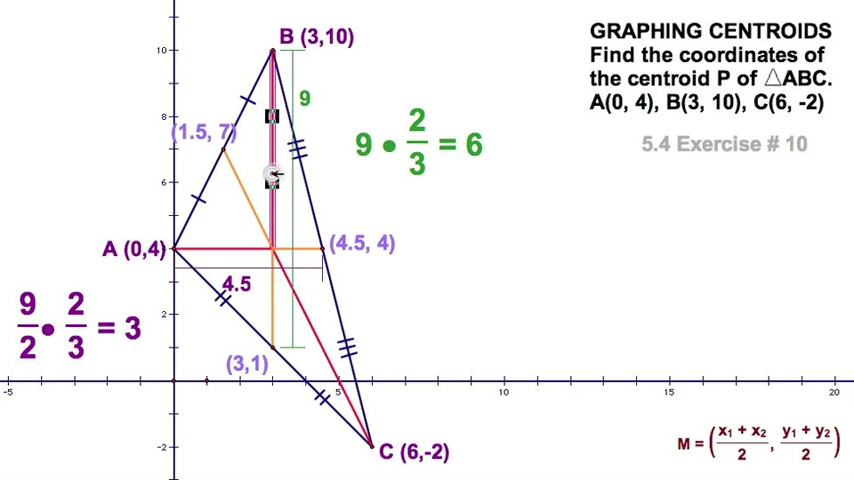 GRAPHING CENTROIDS
Find the coordinates of
the centroid P of △ABC.
A(0, 4), B(3, 10), C(6, -2)
5.4 Exercise # 10
B (3,10)
10
9
8
(1.5, 7)
9 • 2/3 = 6
6
A (0,4)
(4.5, 4)
4.5
9/2 • 2/3 = 3
2
(3,1)
-5
5
10
15
20
-2
C (6,-2)
M = (x₁ + x₂/2, y₁ + y₂/2)